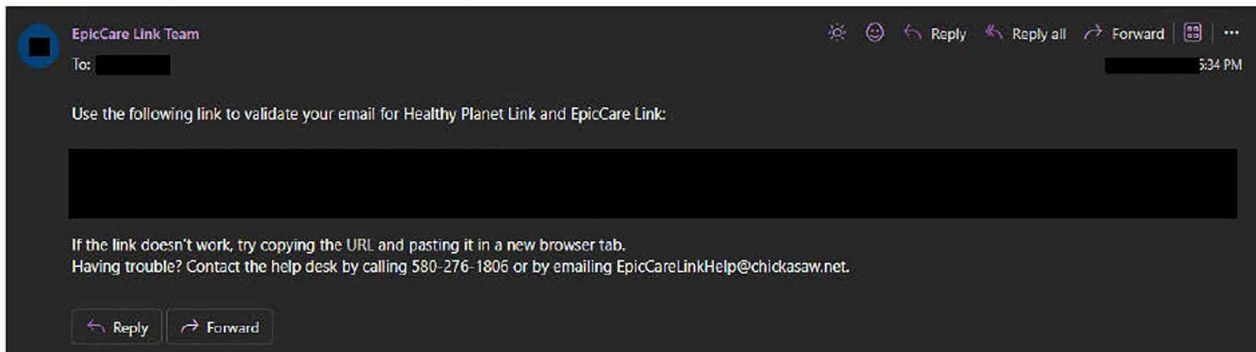 EpicCare Link Team
Reply
Reply all
Forward
To:
5:34 PM
Use the following link to validate your email for Healthy Planet Link and EpicCare Link:
If the link doesn't work, try copying the URL and pasting it in a new browser tab.
Having trouble? Contact the help desk by calling 580-276-1806 or by emailing EpicCareLinkHelp@chickasaw.net.
Reply
Forward